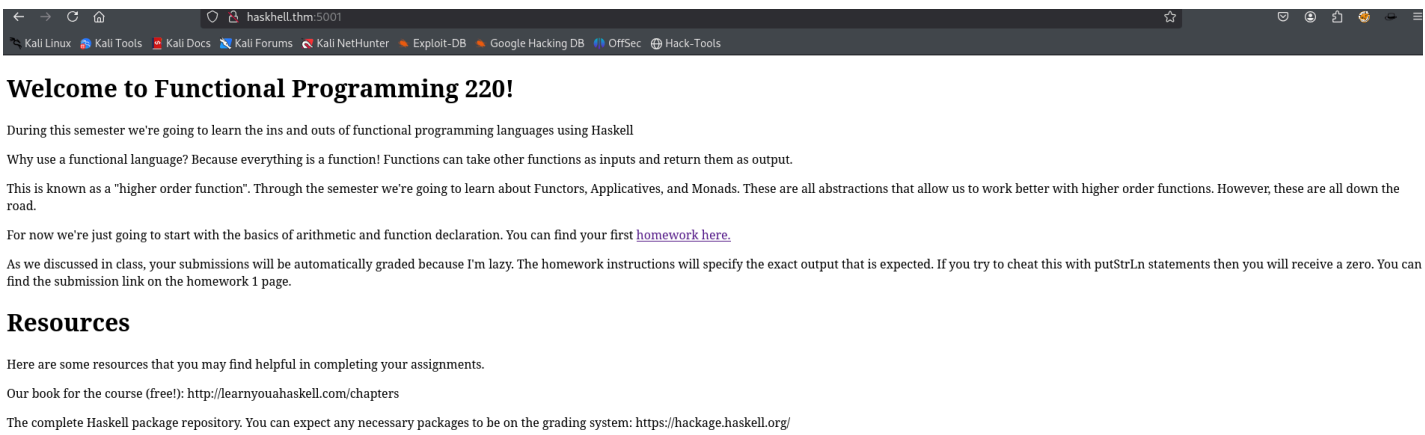 haskhell.thm:5001
Kali Linux Kali Tools Kali Docs Kali Forums Kali NetHunter Exploit-DB Google Hacking DB OffSec Hack-Tools
Welcome to Functional Programming 220!
During this semester we're going to learn the ins and outs of functional programming languages using Haskell
Why use a functional language? Because everything is a function! Functions can take other functions as inputs and return them as output.
This is known as a "higher order function". Through the semester we're going to learn about Functors, Applicatives, and Monads. These are all abstractions that allow us to work better with higher order functions. However, these are all down the
road.
For now we're just going to start with the basics of arithmetic and function declaration. You can find your first homework here.
As we discussed in class, your submissions will be automatically graded because I'm lazy. The homework instructions will specify the exact output that is expected. If you try to cheat this with putStrLn statements then you will receive a zero. You can
find the submission link on the homework 1 page.
Resources
Here are some resources that you may find helpful in completing your assignments.
Our book for the course (free!): http://learnyouahaskell.com/chapters
The complete Haskell package repository. You can expect any necessary packages to be on the grading system: https://hackage.haskell.org/